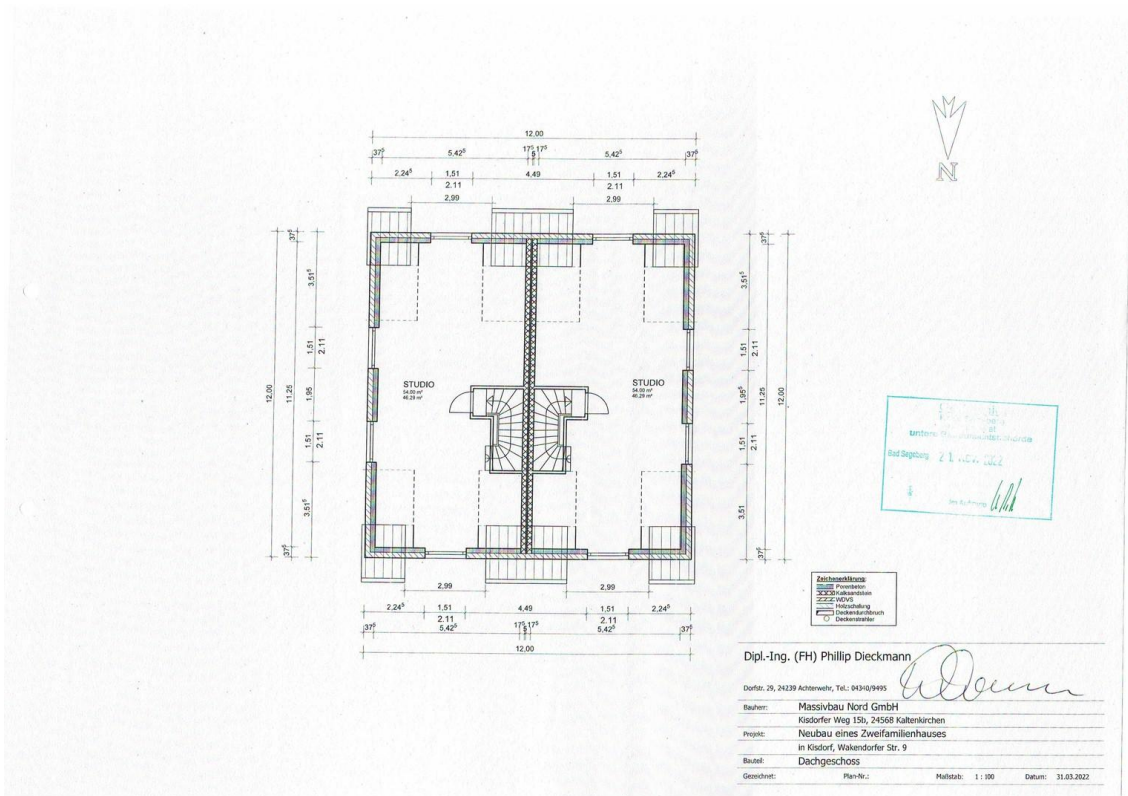 12,00
37⁵ 5,42⁵ 17⁵ 5 17⁵ 5,42⁵ 37⁵
2,24⁵ 1,51 4,49 1,51 2,24⁵
2.11 2.11
2,99 2,99
N
12,00
37⁵ 11,25 37⁵
3,51⁵ 1,51 1,95 1,51 3,51⁵
2,11 2,11
STUDIO
54.00 m²
46.29 m²
STUDIO
54.00 m²
46.29 m²
3,51⁵ 1,51 1,95⁵ 1,51 3,51
2,11 2,11
37⁵ 11,25 37⁵
12,00
2,99 2,99
2,24⁵ 1,51 4,49 1,51 2,24⁵
2.11 2.11
37⁵ 5,42⁵ 17⁵ 5 17⁵ 5,42⁵ 37⁵
12,00
Bad Segeberg
Zeichenerklärung:
Porenbeton
Kalksandstein
WDVS
Holzschalung
Deckendurchbruch
Deckenstrahler
Dipl.-Ing. (FH) Phillip Dieckmann
Dorfstr. 29, 24239 Achterwehr, Tel.: 04340/9495
Bauherr: Massivbau Nord GmbH
Kisdorfer Weg 15b, 24568 Kaltenkirchen
Projekt: Neubau eines Zweifamilienhauses
in Kisdorf, Wakendorfer Str. 9
Bauteil: Dachgeschoss
Gezeichnet: Plan-Nr.: Maßstab: 1 : 100 Datum: 31.03.2022